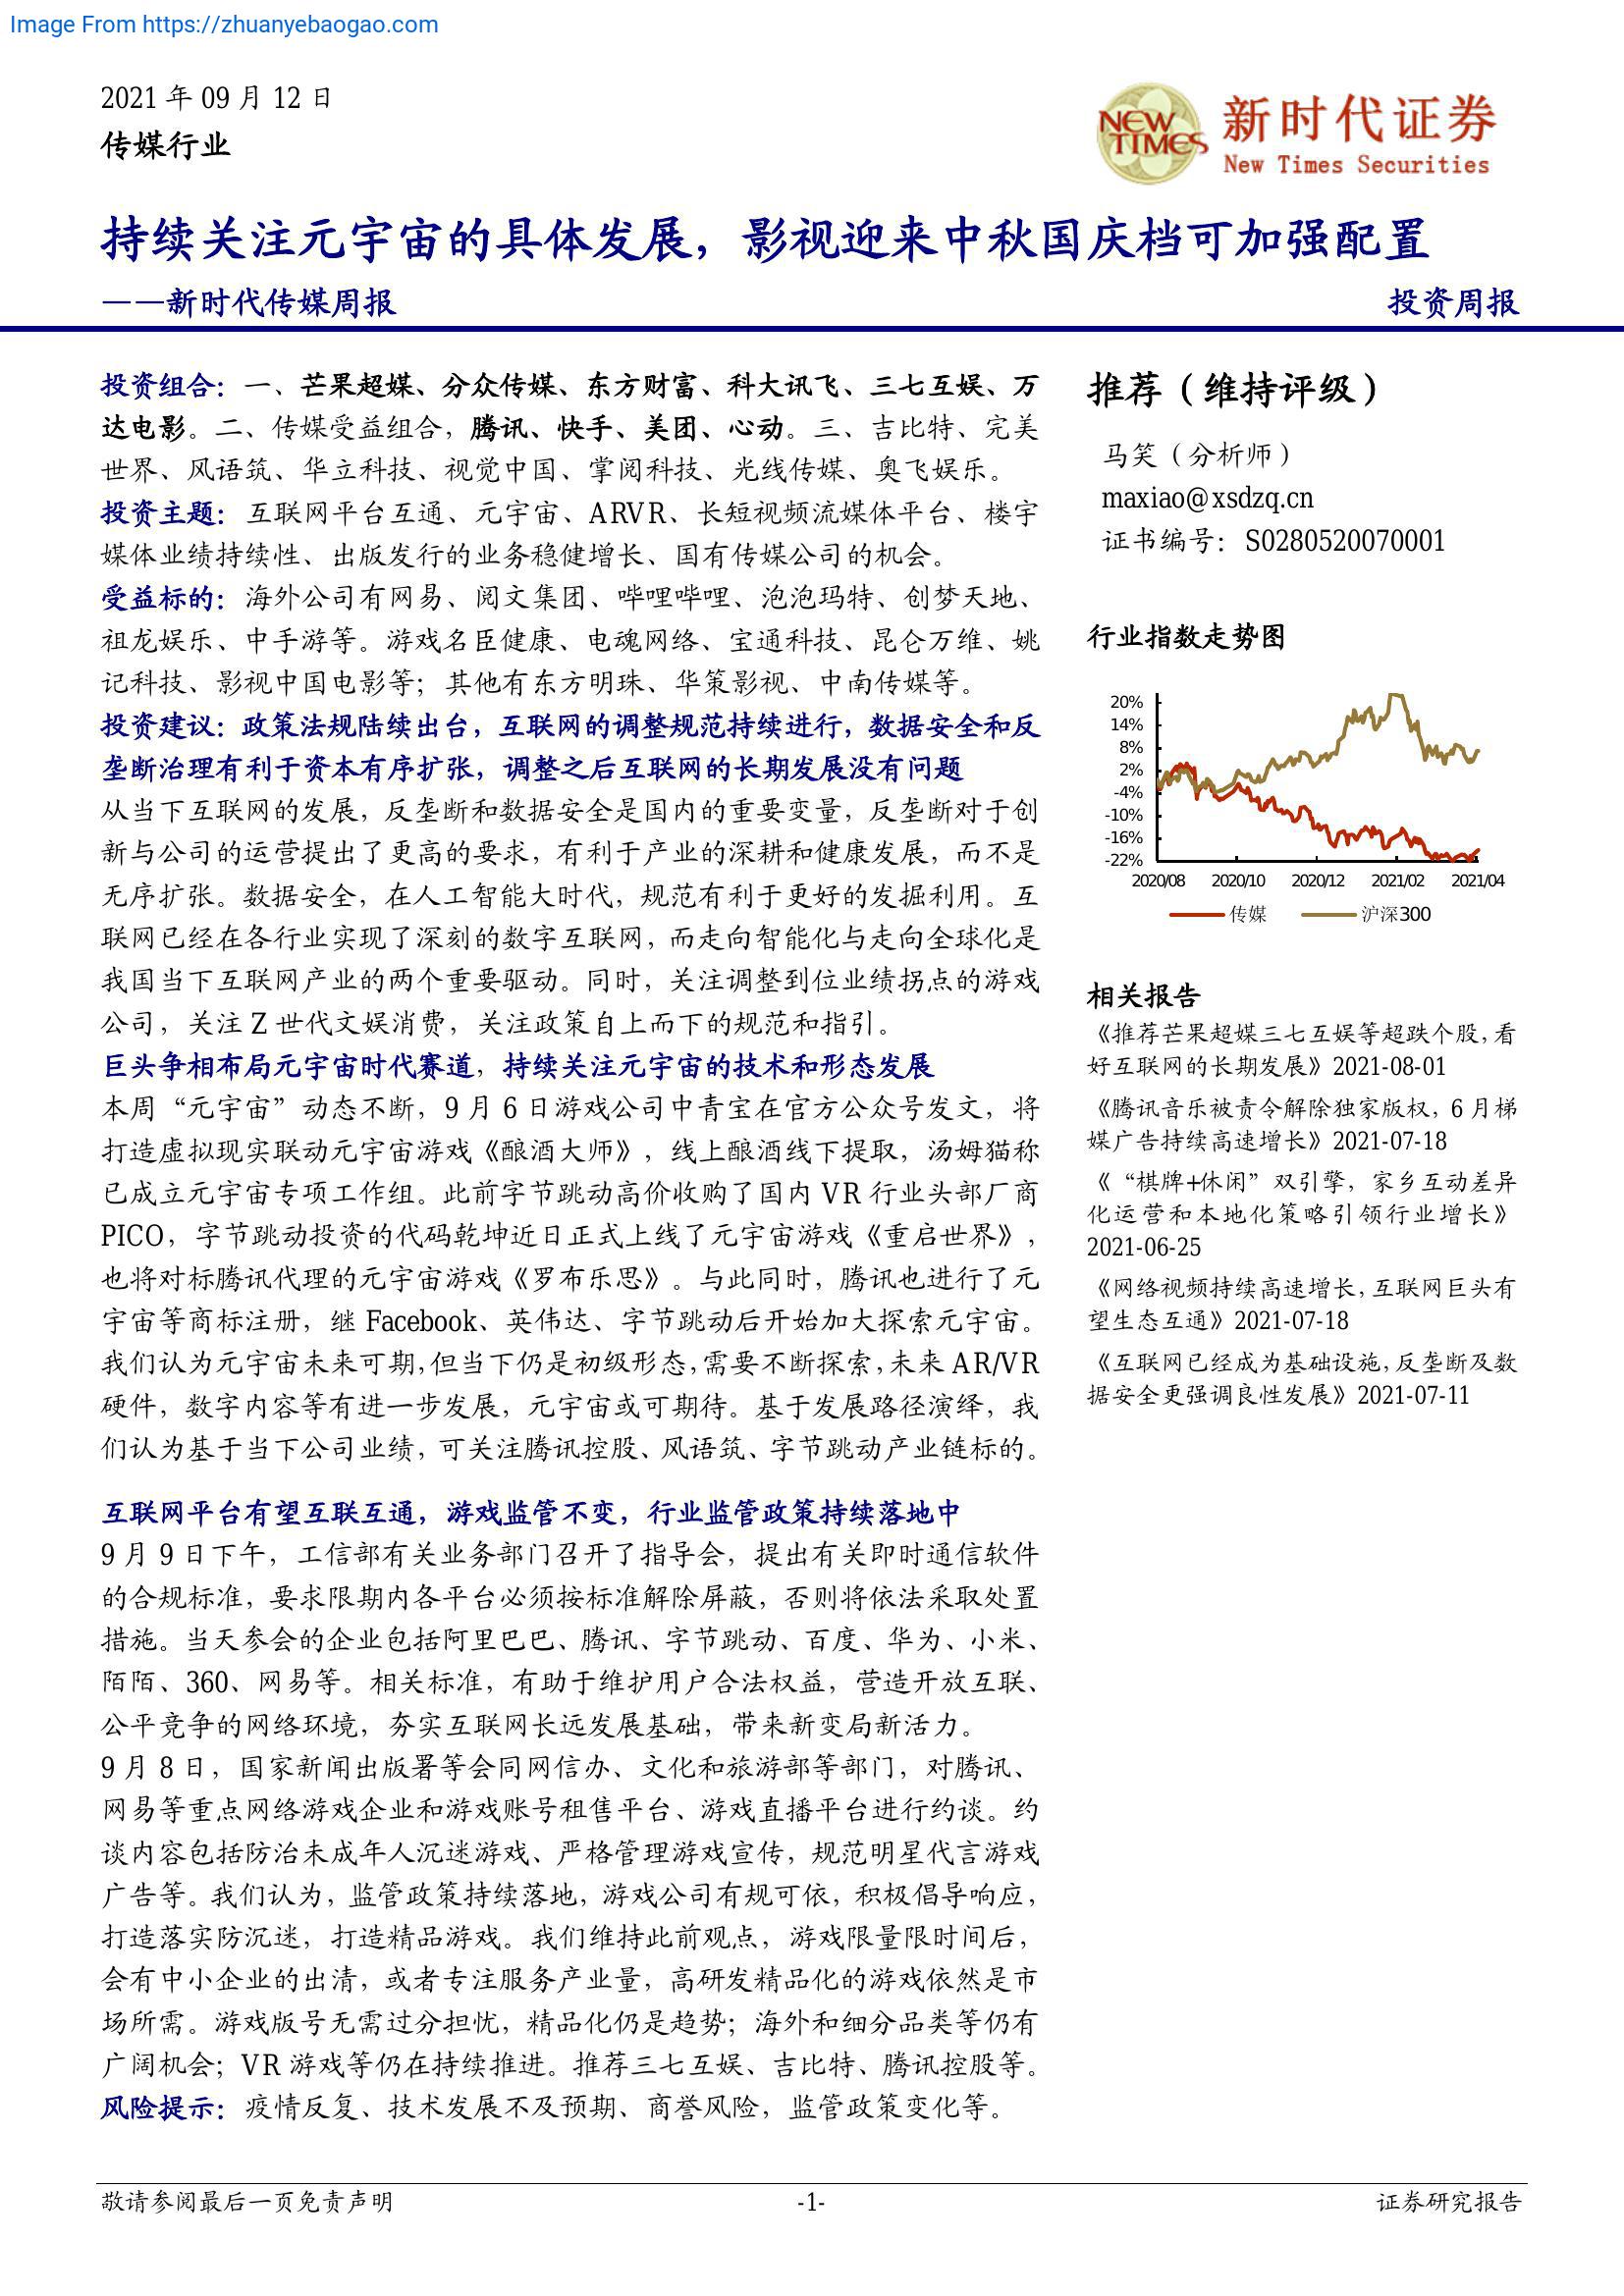 Image From https://zhuanyebaogao.com
2021 年 09 月 12 日
传媒行业
NEW TIMES
新时代证券
New Times Securities
持续关注元宇宙的具体发展，影视迎来中秋国庆档可加强配置
——新时代传媒周报
投资周报
投资组合：一、芒果超媒、分众传媒、东方财富、科大讯飞、三七互娱、万
达电影。二、传媒受益组合，腾讯、快手、美团、心动。三、吉比特、完美
世界、风语筑、华立科技、视觉中国、掌阅科技、光线传媒、奥飞娱乐。
投资主题：互联网平台互通、元宇宙、ARVR、长短视频流媒体平台、楼宇
媒体业绩持续性、出版发行的业务稳健增长、国有传媒公司的机会。
受益标的：海外公司有网易、阅文集团、哔哩哔哩、泡泡玛特、创梦天地、
祖龙娱乐、中手游等。游戏名臣健康、电魂网络、宝通科技、昆仑万维、姚
记科技、影视中国电影等；其他有东方明珠、华策影视、中南传媒等。
投资建议：政策法规陆续出台，互联网的调整规范持续进行，数据安全和反
垄断治理有利于资本有序扩张，调整之后互联网的长期发展没有问题
从当下互联网的发展，反垄断和数据安全是国内的重要变量，反垄断对于创
新与公司的运营提出了更高的要求，有利于产业的深耕和健康发展，而不是
无序扩张。数据安全，在人工智能大时代，规范有利于更好的发掘利用。互
联网已经在各行业实现了深刻的数字互联网，而走向智能化与走向全球化是
我国当下互联网产业的两个重要驱动。同时，关注调整到位业绩拐点的游戏
公司，关注 Z 世代文娱消费，关注政策自上而下的规范和指引。
巨头争相布局元宇宙时代赛道，持续关注元宇宙的技术和形态发展
本周“元宇宙”动态不断，9 月 6 日游戏公司中青宝在官方公众号发文，将
打造虚拟现实联动元宇宙游戏《酿酒大师》，线上酿酒线下提取，汤姆猫称
已成立元宇宙专项工作组。此前字节跳动高价收购了国内 VR 行业头部厂商
PICO，字节跳动投资的代码乾坤近日正式上线了元宇宙游戏《重启世界》，
也将对标腾讯代理的元宇宙游戏《罗布乐思》。与此同时，腾讯也进行了元
宇宙等商标注册，继 Facebook、英伟达、字节跳动后开始加大探索元宇宙。
我们认为元宇宙未来可期，但当下仍是初级形态，需要不断探索，未来 AR/VR
硬件，数字内容等有进一步发展，元宇宙或可期待。基于发展路径演绎，我
们认为基于当下公司业绩，可关注腾讯控股、风语筑、字节跳动产业链标的。
互联网平台有望互联互通，游戏监管不变，行业监管政策持续落地中
9 月 9 日下午，工信部有关业务部门召开了指导会，提出有关即时通信软件
的合规标准，要求限期内各平台必须按标准解除屏蔽，否则将依法采取处置
措施。当天参会的企业包括阿里巴巴、腾讯、字节跳动、百度、华为、小米、
陌陌、360、网易等。相关标准，有助于维护用户合法权益，营造开放互联、
公平竞争的网络环境，夯实互联网长远发展基础，带来新变局新活力。
9 月 8 日，国家新闻出版署等会同网信办、文化和旅游部等部门，对腾讯、
网易等重点网络游戏企业和游戏账号租售平台、游戏直播平台进行约谈。约
谈内容包括防治未成年人沉迷游戏、严格管理游戏宣传，规范明星代言游戏
广告等。我们认为，监管政策持续落地，游戏公司有规可依，积极倡导响应，
打造落实防沉迷，打造精品游戏。我们维持此前观点，游戏限量限时间后，
会有中小企业的出清，或者专注服务产业量，高研发精品化的游戏依然是市
场所需。游戏版号无需过分担忧，精品化仍是趋势；海外和细分品类等仍有
广阔机会；VR 游戏等仍在持续推进。推荐三七互娱、吉比特、腾讯控股等。
风险提示：疫情反复、技术发展不及预期、商誉风险，监管政策变化等。
推荐（维持评级）
马笑（分析师）
maxiao@xsdzq.cn
证书编号：S0280520070001
行业指数走势图
20%
14%
8%
2%
-4%
-10%
-16%
-22%
2020/08 2020/10 2020/12 2021/02 2021/04
传媒 沪深300
相关报告
《推荐芒果超媒三七互娱等超跌个股，看
好互联网的长期发展》2021-08-01
《腾讯音乐被责令解除独家版权，6 月梯
媒广告持续高速增长》2021-07-18
《“棋牌+休闲”双引擎，家乡互动差异
化运营和本地化策略引领行业增长》
2021-06-25
《网络视频持续高速增长，互联网巨头有
望生态互通》2021-07-18
《互联网已经成为基础设施，反垄断及数
据安全更强调良性发展》2021-07-11
敬请参阅最后一页免责声明
-1-
证券研究报告